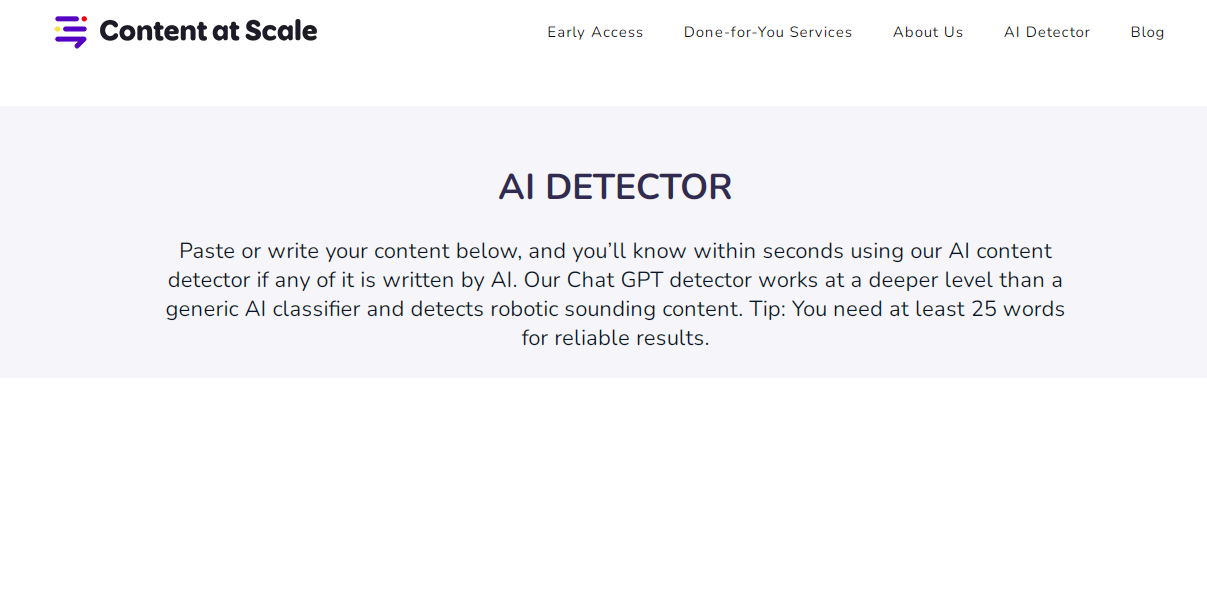 Content at Scale
Early Access
Done-for-You Services
About Us
AI Detector
Blog
AI DETECTOR
Paste or write your content below, and you’ll know within seconds using our AI content
detector if any of it is written by AI. Our Chat GPT detector works at a deeper level than a
generic AI classifier and detects robotic sounding content. Tip: You need at least 25 words
for reliable results.